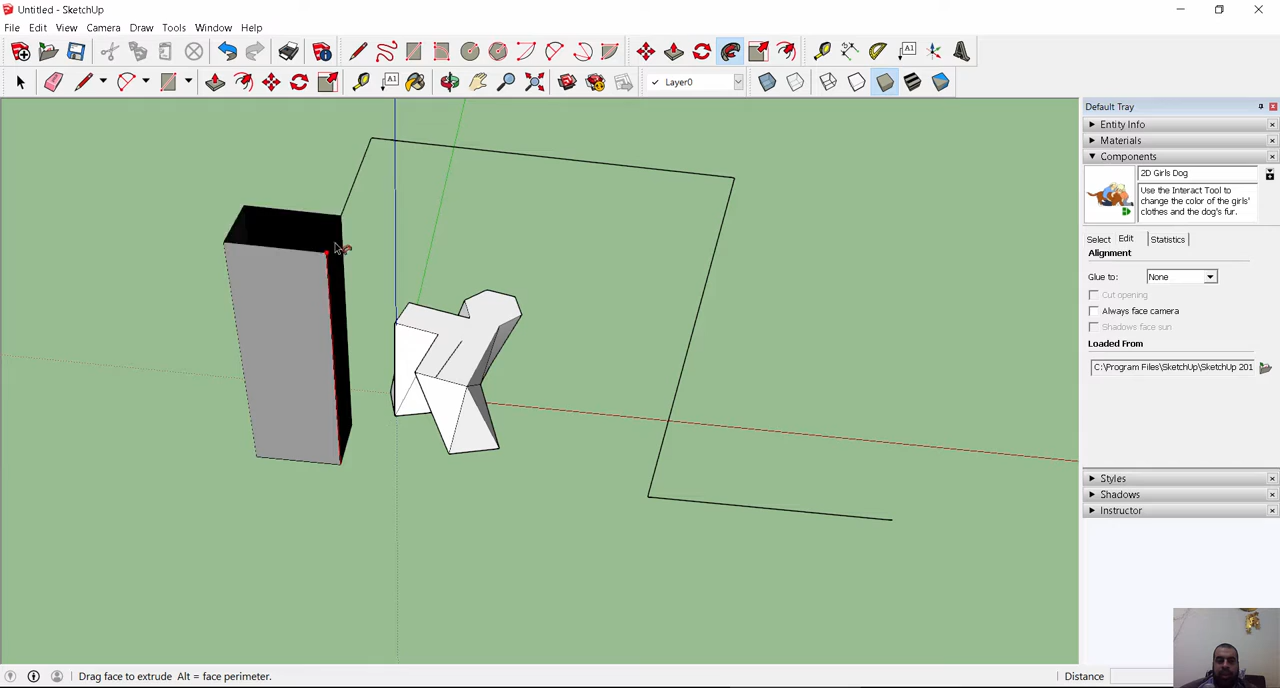 Untitled - SketchUp
File Edit View Camera Draw Tools Window Help
A1
A1
Layer0
Default Tray
Entity Info
Materials
Components
2D Girls Dog
Use the Interact Tool to
change the color of the girls'
clothes and the dog's fur.
Select Edit Statistics
Alignment
Glue to: None
Cut opening
Always face camera
Shadows face sun
Loaded From
C:\Program Files\SketchUp\SketchUp 201
Styles
Shadows
Instructor
Drag face to extrude Alt = face perimeter.
Distance